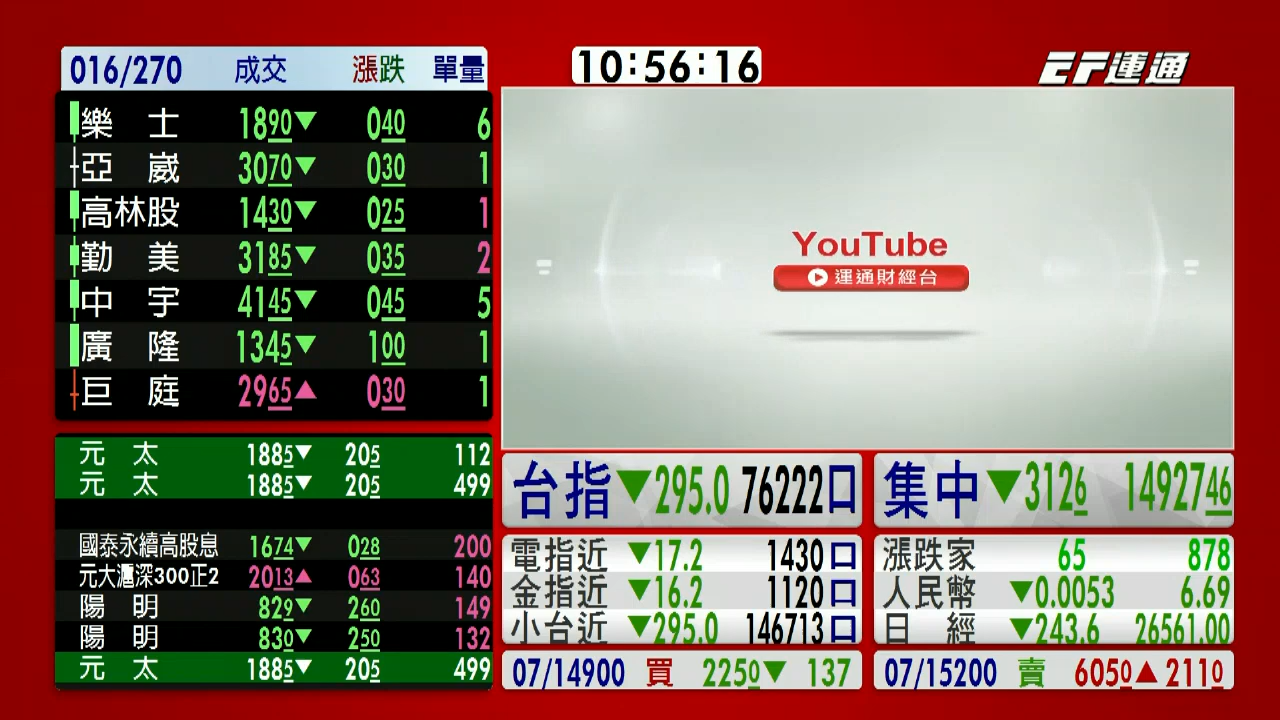 016/270 成交 漲跌 單量
樂士 1890▼ 040 6
亞崴 3070▼ 030 1
高林股 1430▼ 025 1
勤美 3185▼ 035 2
中宇 4145▼ 045 5
廣隆 1345▼ 100 1
巨庭 2965▲ 030 1
元太 1885▼ 205 112
元太 1885▼ 205 499
國泰永續高股息 1674▼ 028 200
元大滬深300正2 2013▲ 063 140
陽明 829▼ 260 149
陽明 830▼ 250 132
元太 1885▼ 205 499
10:56:16
EF運通
YouTube
運通財經台
台指▼295.0 76222口
電指近 ▼17.2 1430口
金指近 ▼16.2 1120口
小台近 ▼295.0 146713口
07/14900 買 2250▼ 137
集中▼3126 1492746
漲跌家 65 878
人民幣 ▼0.0053 6.69
日經 ▼243.6 26561.00
07/15200 賣 6050▲2110